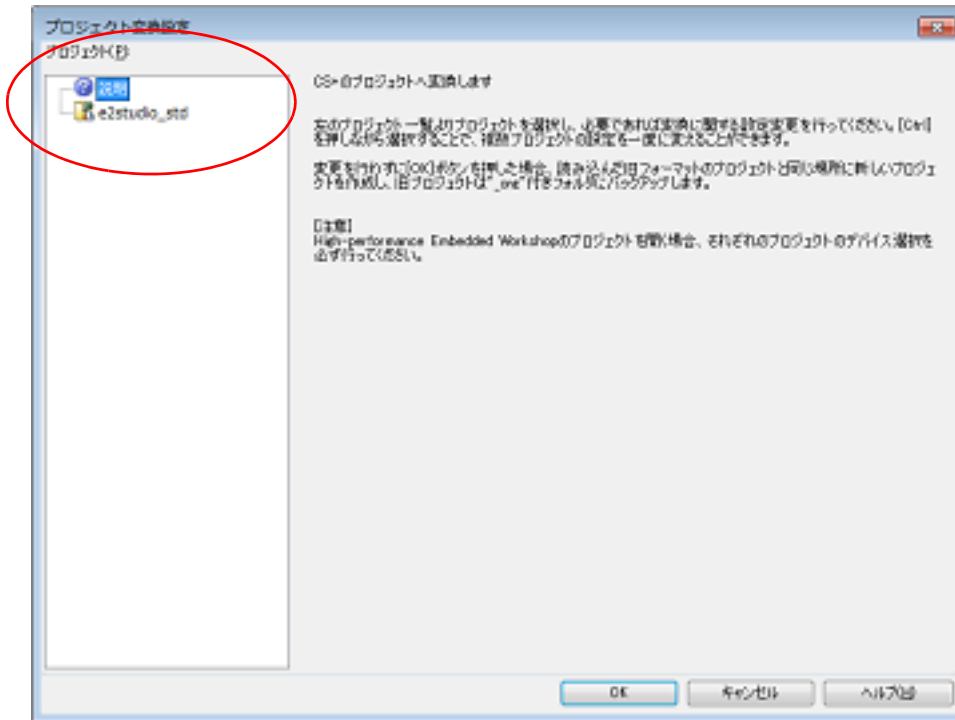 プロジェクト変換設定
プロジェクト(P)
説明
e2studio_std
CS+のプロジェクトへ変換します
左のプロジェクト一覧よりプロジェクトを選択し、必要であれば変換に関する設定変更を行ってください。[Ctrl]
を押しながら選択することで、複数プロジェクトの設定を一度に変えることができます。
変更を行わずに[OK]ボタンを押した場合、読み込んだ旧フォーマットのプロジェクトと同じ場所に新しいプロジェ
クトを作成し、旧プロジェクトは"_org"付きフォルダにバックアップします。
[注意]
High-performance Embedded Workshopのプロジェクトを開く場合、それぞれのプロジェクトのデバイス選択を
必ず行ってください。
OK
キャンセル
ヘルプ(H)